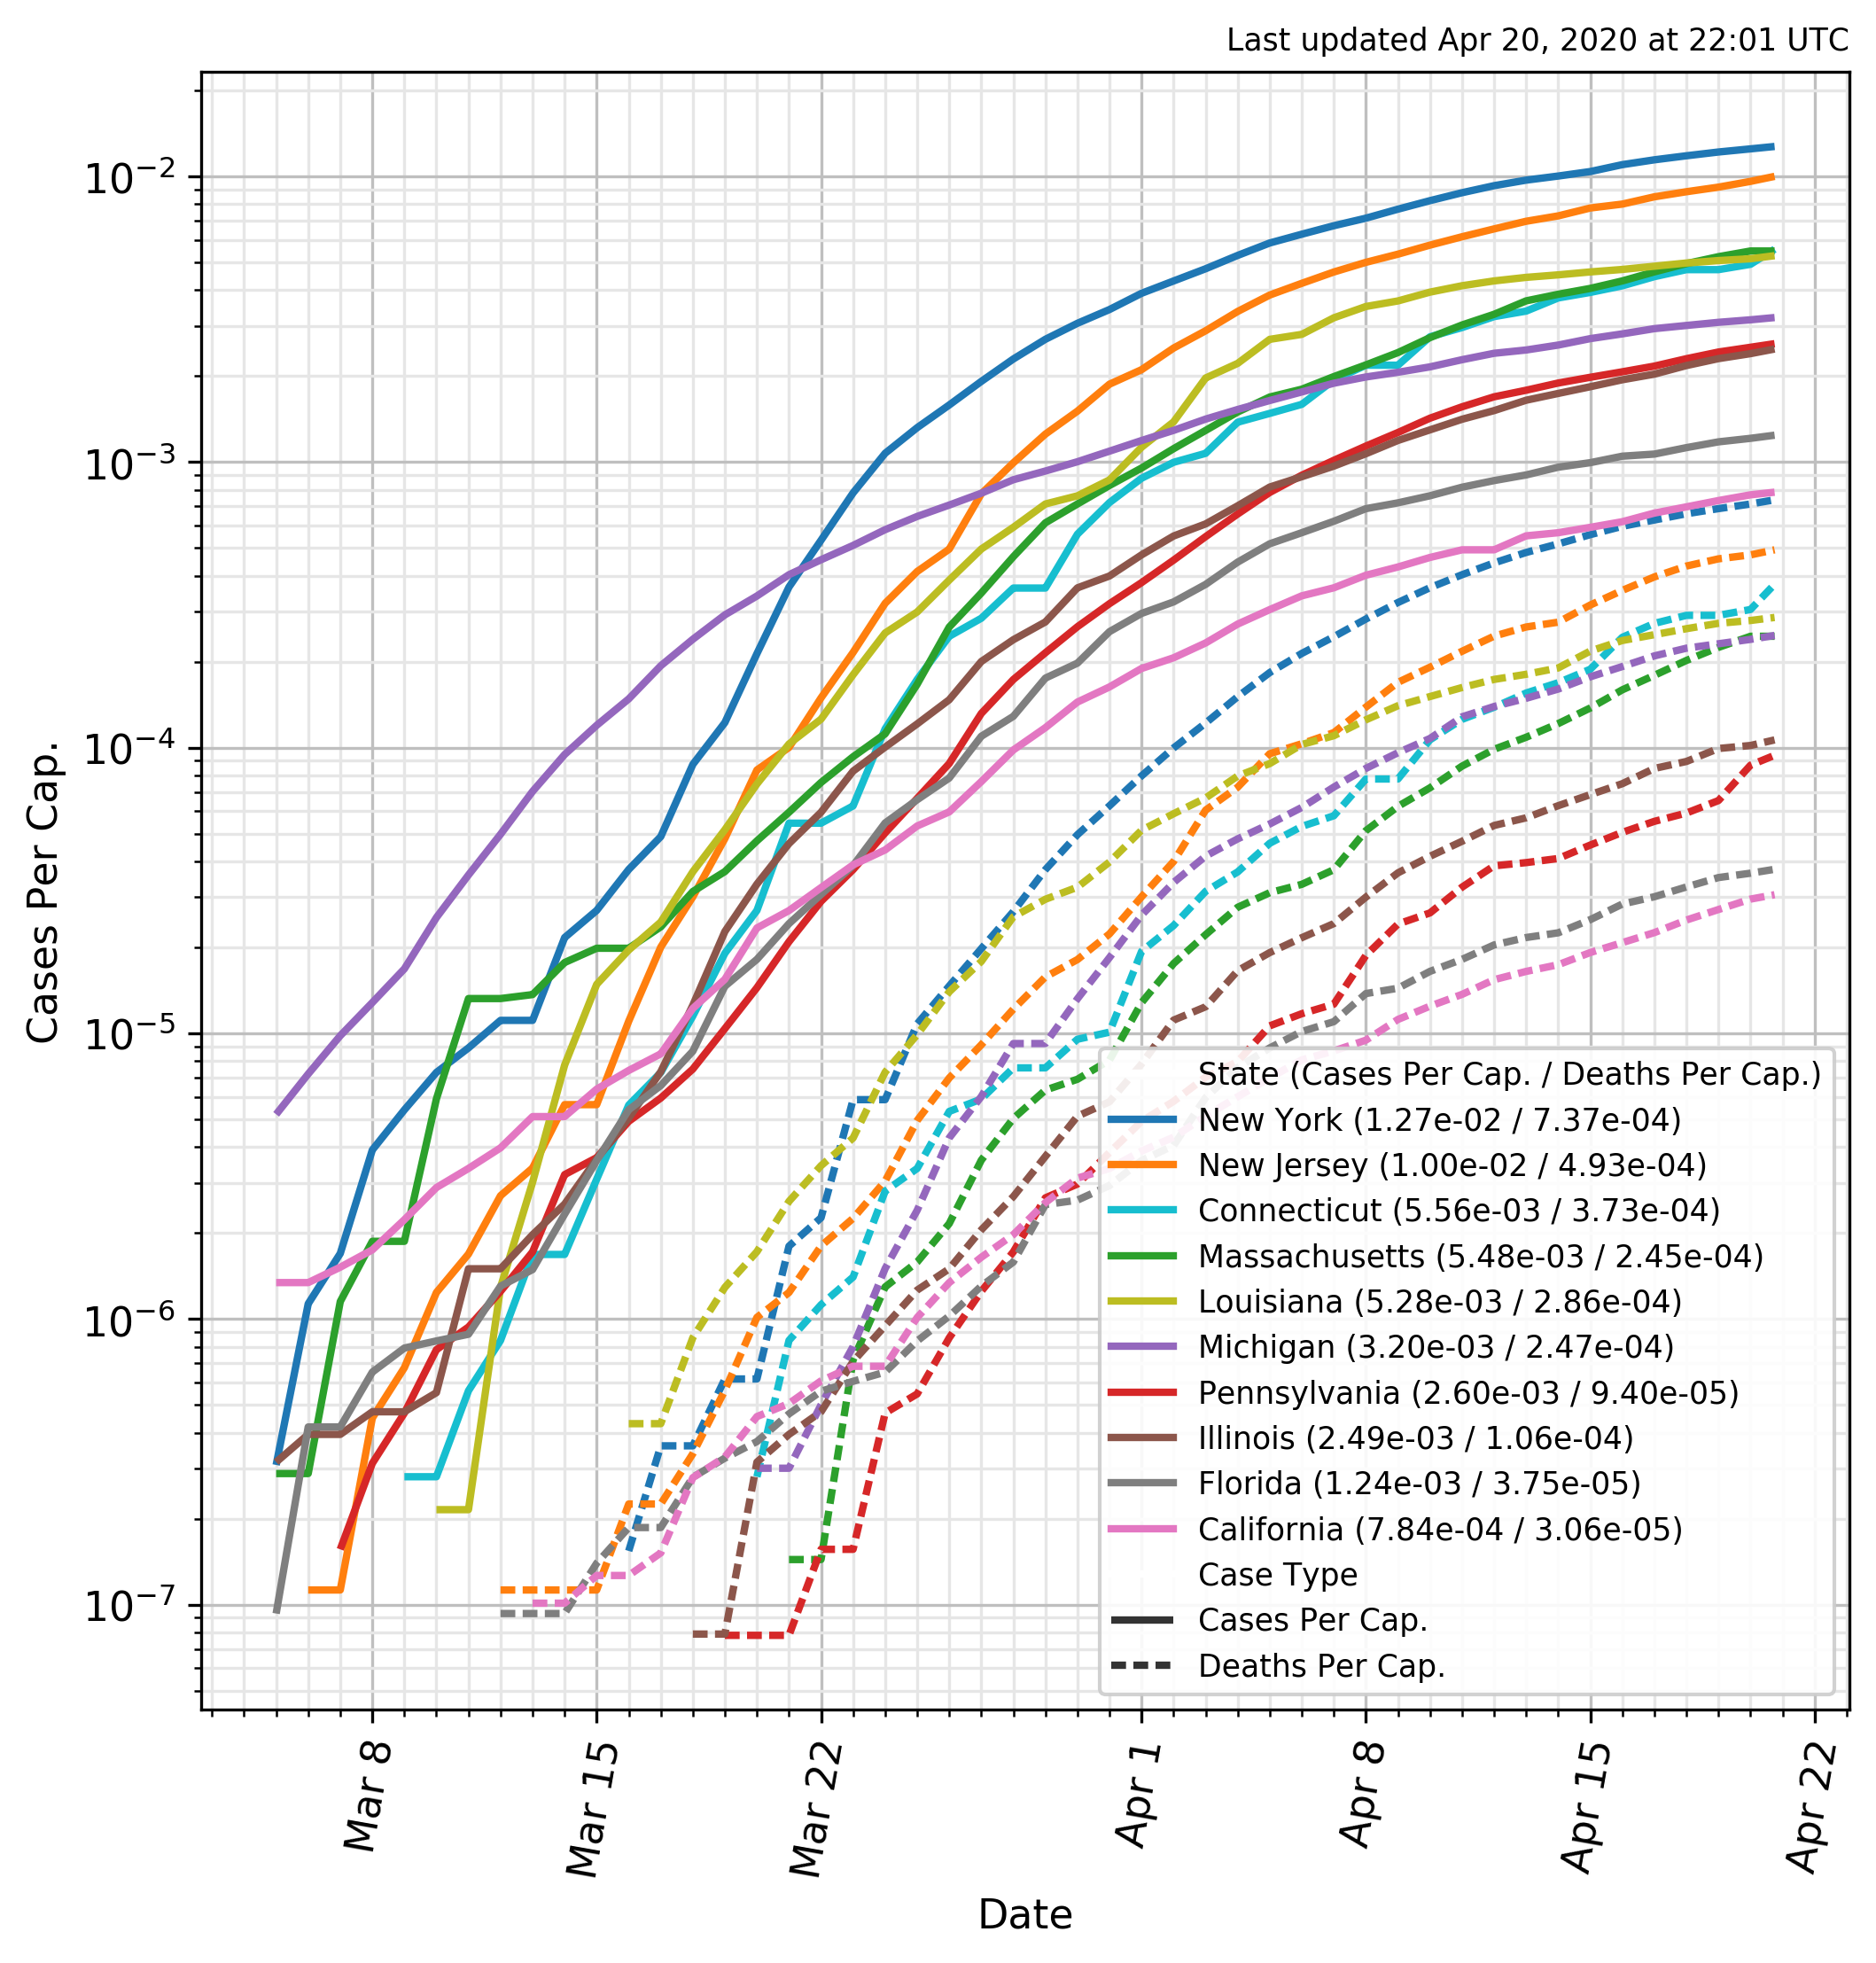 Last updated Apr 20, 2020 at 22:01 UTC
10⁻²
10⁻³
10⁻⁴
10⁻⁵
10⁻⁶
10⁻⁷
Cases Per Cap.
State (Cases Per Cap. / Deaths Per Cap.)
New York (1.27e-02 / 7.37e-04)
New Jersey (1.00e-02 / 4.93e-04)
Connecticut (5.56e-03 / 3.73e-04)
Massachusetts (5.48e-03 / 2.45e-04)
Louisiana (5.28e-03 / 2.86e-04)
Michigan (3.20e-03 / 2.47e-04)
Pennsylvania (2.60e-03 / 9.40e-05)
Illinois (2.49e-03 / 1.06e-04)
Florida (1.24e-03 / 3.75e-05)
California (7.84e-04 / 3.06e-05)
Case Type
Cases Per Cap.
Deaths Per Cap.
Mar 8
Mar 15
Mar 22
Apr 1
Apr 8
Apr 15
Apr 22
Date